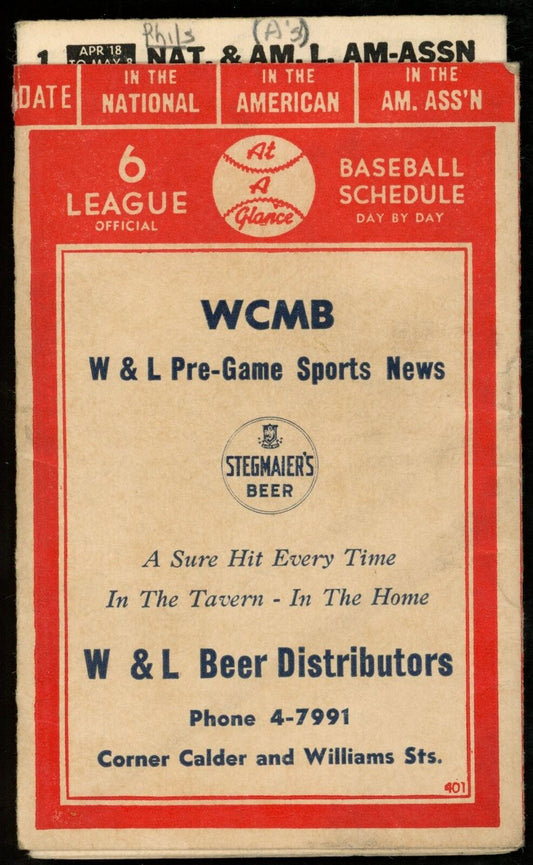 Phils (A's)
1 APR 18 TO MAY 8 NAT. & AM. L. AM-ASSN
DATE IN THE NATIONAL IN THE AMERICAN IN THE AM. ASS'N
6 LEAGUE OFFICIAL
At A Glance
BASEBALL SCHEDULE DAY BY DAY
WCMB
W & L Pre-Game Sports News
STEGMAIER'S
BEER
A Sure Hit Every Time
In The Tavern - In The Home
W & L Beer Distributors
Phone 4-7991
Corner Calder and Williams Sts.
401